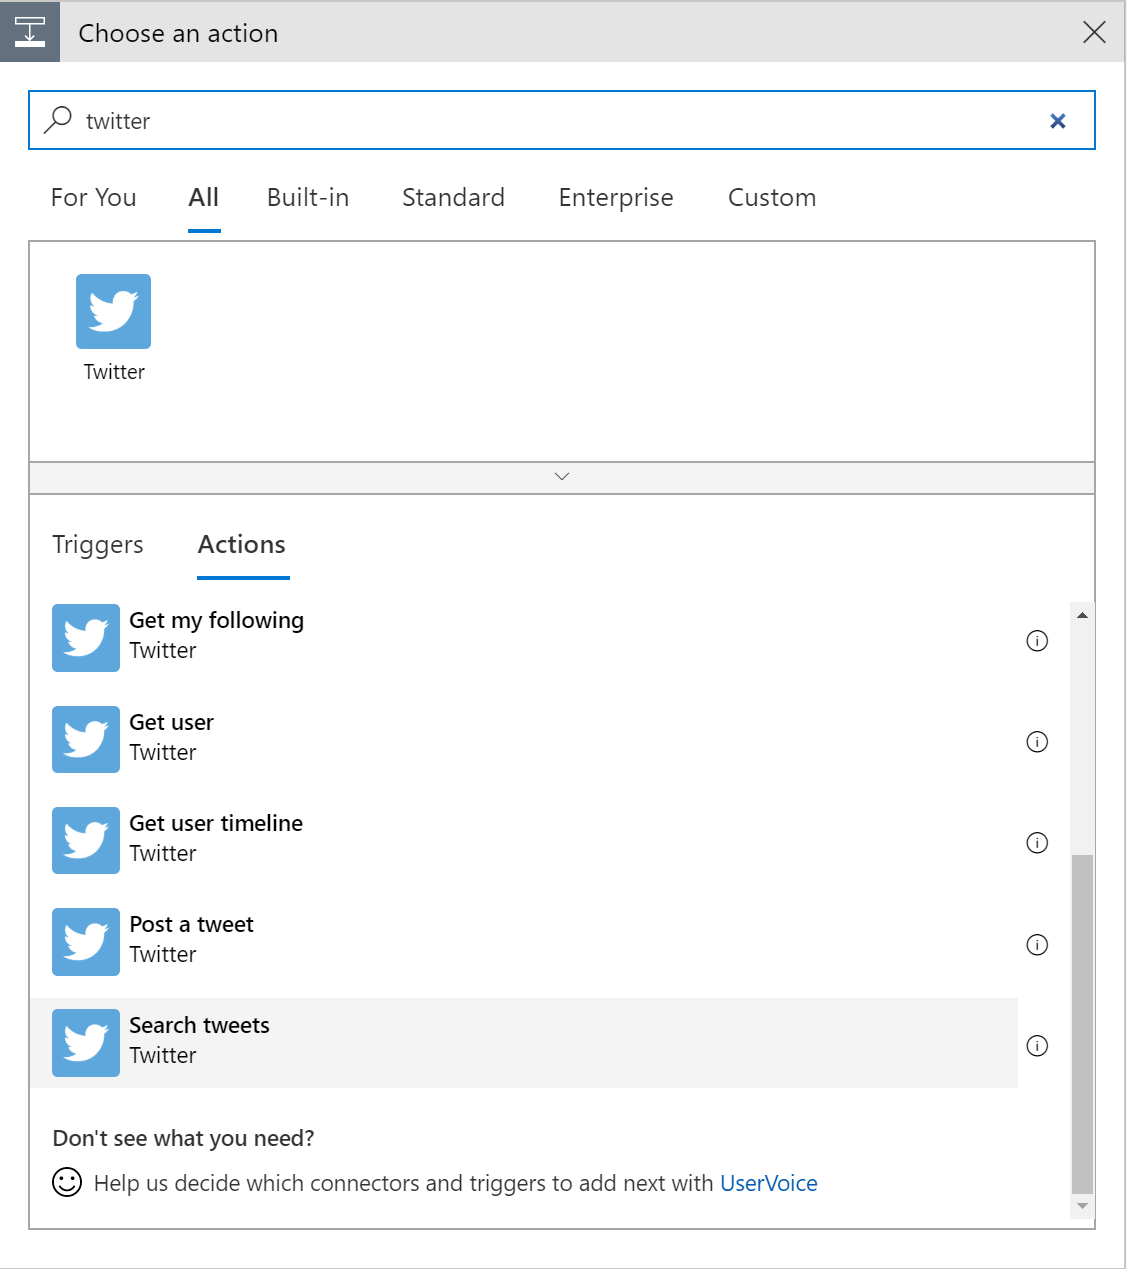 Choose an action
twitter
For You All Built-in Standard Enterprise Custom
Twitter
Triggers Actions
Get my following
Twitter
Get user
Twitter
Get user timeline
Twitter
Post a tweet
Twitter
Search tweets
Twitter
Don't see what you need?
Help us decide which connectors and triggers to add next with UserVoice